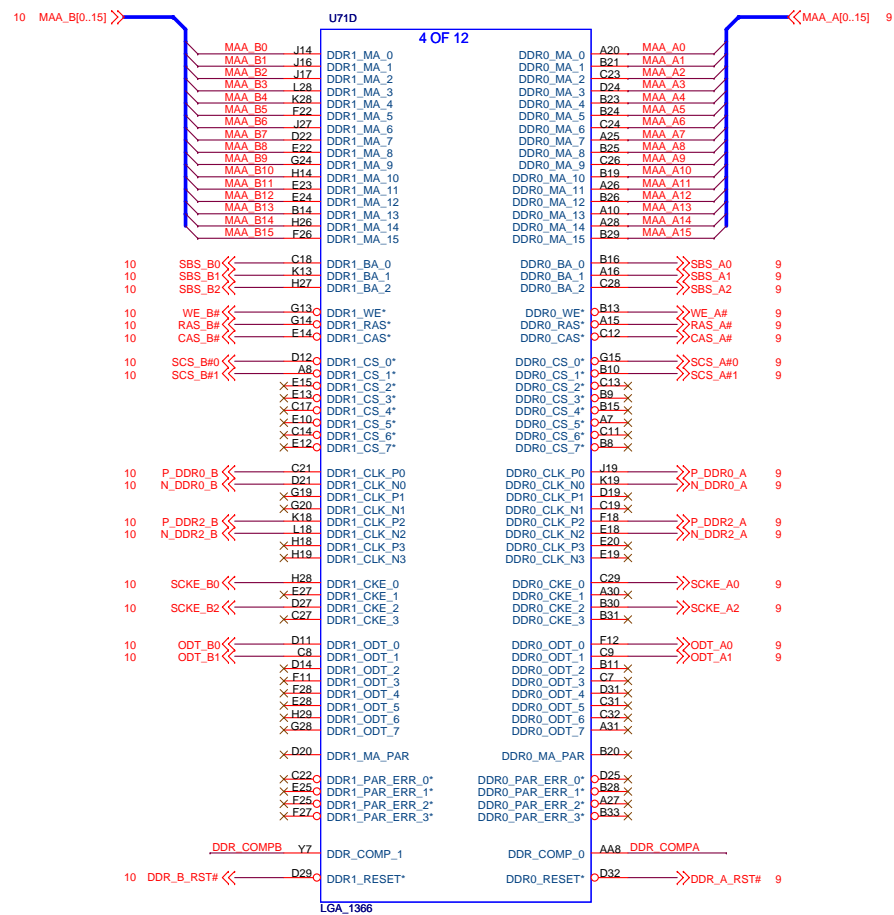 10 MAA_B[0..15] U71D MAA_A[0..15] 9
4 OF 12
MAA_B0 J14 DDR1_MA_0 DDR0_MA_0 A20 MAA_A0
MAA_B1 J16 DDR1_MA_1 DDR0_MA_1 B21 MAA_A1
MAA_B2 J17 DDR1_MA_2 DDR0_MA_2 C23 MAA_A2
MAA_B3 L28 DDR1_MA_3 DDR0_MA_3 D24 MAA_A3
MAA_B4 K28 DDR1_MA_4 DDR0_MA_4 B23 MAA_A4
MAA_B5 F22 DDR1_MA_5 DDR0_MA_5 B24 MAA_A5
MAA_B6 J27 DDR1_MA_6 DDR0_MA_6 C24 MAA_A6
MAA_B7 D22 DDR1_MA_7 DDR0_MA_7 A25 MAA_A7
MAA_B8 E22 DDR1_MA_8 DDR0_MA_8 B25 MAA_A8
MAA_B9 G24 DDR1_MA_9 DDR0_MA_9 C26 MAA_A9
MAA_B10 H14 DDR1_MA_10 DDR0_MA_10 B19 MAA_A10
MAA_B11 E23 DDR1_MA_11 DDR0_MA_11 A26 MAA_A11
MAA_B12 E24 DDR1_MA_12 DDR0_MA_12 B26 MAA_A12
MAA_B13 B14 DDR1_MA_13 DDR0_MA_13 A10 MAA_A13
MAA_B14 H26 DDR1_MA_14 DDR0_MA_14 A28 MAA_A14
MAA_B15 F26 DDR1_MA_15 DDR0_MA_15 B29 MAA_A15
10 SBS_B0 C18 DDR1_BA_0 DDR0_BA_0 B16 SBS_A0 9
10 SBS_B1 K13 DDR1_BA_1 DDR0_BA_1 A16 SBS_A1 9
10 SBS_B2 H27 DDR1_BA_2 DDR0_BA_2 C28 SBS_A2 9
10 WE_B# G13 DDR1_WE* DDR0_WE* B13 WE_A# 9
10 RAS_B# G14 DDR1_RAS* DDR0_RAS* A15 RAS_A# 9
10 CAS_B# E14 DDR1_CAS* DDR0_CAS* C12 CAS_A# 9
10 SCS_B#0 D12 DDR1_CS_0* DDR0_CS_0* G15 SCS_A#0 9
10 SCS_B#1 A8 DDR1_CS_1* DDR0_CS_1* B10 SCS_A#1 9
E15 DDR1_CS_2* DDR0_CS_2* C13
E13 DDR1_CS_3* DDR0_CS_3* B9
C17 DDR1_CS_4* DDR0_CS_4* B15
E10 DDR1_CS_5* DDR0_CS_5* A7
C14 DDR1_CS_6* DDR0_CS_6* C11
E12 DDR1_CS_7* DDR0_CS_7* B8
10 P_DDR0_B C21 DDR1_CLK_P0 DDR0_CLK_P0 J19 P_DDR0_A 9
10 N_DDR0_B D21 DDR1_CLK_N0 DDR0_CLK_N0 K19 N_DDR0_A 9
G19 DDR1_CLK_P1 DDR0_CLK_P1 D19
G20 DDR1_CLK_N1 DDR0_CLK_N1 C19
10 P_DDR2_B K18 DDR1_CLK_P2 DDR0_CLK_P2 F18 P_DDR2_A 9
10 N_DDR2_B L18 DDR1_CLK_N2 DDR0_CLK_N2 E18 N_DDR2_A 9
H18 DDR1_CLK_P3 DDR0_CLK_P3 E20
H19 DDR1_CLK_N3 DDR0_CLK_N3 E19
10 SCKE_B0 H28 DDR1_CKE_0 DDR0_CKE_0 C29 SCKE_A0 9
E27 DDR1_CKE_1 DDR0_CKE_1 A30
10 SCKE_B2 D27 DDR1_CKE_2 DDR0_CKE_2 B30 SCKE_A2 9
C27 DDR1_CKE_3 DDR0_CKE_3 B31
10 ODT_B0 D11 DDR1_ODT_0 DDR0_ODT_0 F12 ODT_A0 9
10 ODT_B1 C8 DDR1_ODT_1 DDR0_ODT_1 C9 ODT_A1 9
D14 DDR1_ODT_2 DDR0_ODT_2 B11
F11 DDR1_ODT_3 DDR0_ODT_3 C7
F28 DDR1_ODT_4 DDR0_ODT_4 D31
E28 DDR1_ODT_5 DDR0_ODT_5 C31
H29 DDR1_ODT_6 DDR0_ODT_6 C32
G28 DDR1_ODT_7 DDR0_ODT_7 A31
D20 DDR1_MA_PAR DDR0_MA_PAR B20
C22 DDR1_PAR_ERR_0* DDR0_PAR_ERR_0* D25
E25 DDR1_PAR_ERR_1* DDR0_PAR_ERR_1* B28
F25 DDR1_PAR_ERR_2* DDR0_PAR_ERR_2* A27
F27 DDR1_PAR_ERR_3* DDR0_PAR_ERR_3* B33
DDR_COMPB Y7 DDR_COMP_1 DDR_COMP_0 AA8 DDR_COMPA
10 DDR_B_RST# D29 DDR1_RESET* DDR0_RESET* D32 DDR_A_RST# 9
LGA_1366